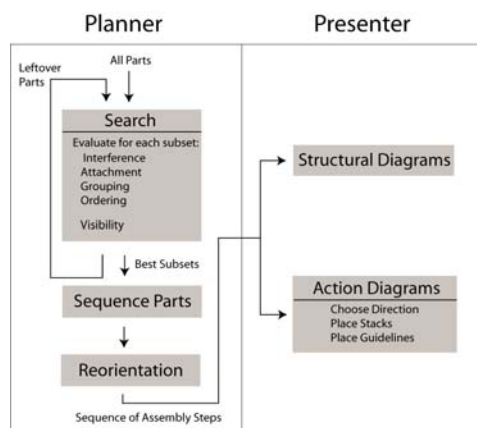 Planner
Presenter
Leftover
Parts
All Parts
Search
Evaluate for each subset:
Interference
Attachment
Grouping
Ordering
Visibility
Best Subsets
Sequence Parts
Reorientation
Sequence of Assembly Steps
Structural Diagrams
Action Diagrams
Choose Direction
Place Stacks
Place Guidelines